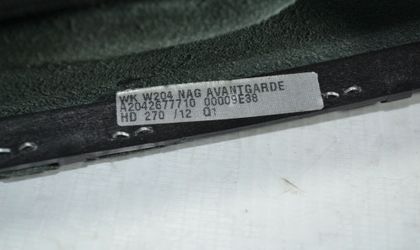 WK W204 NAG AVANTGARDE
A2042677710 00009E38
HD 270 /12 Q1